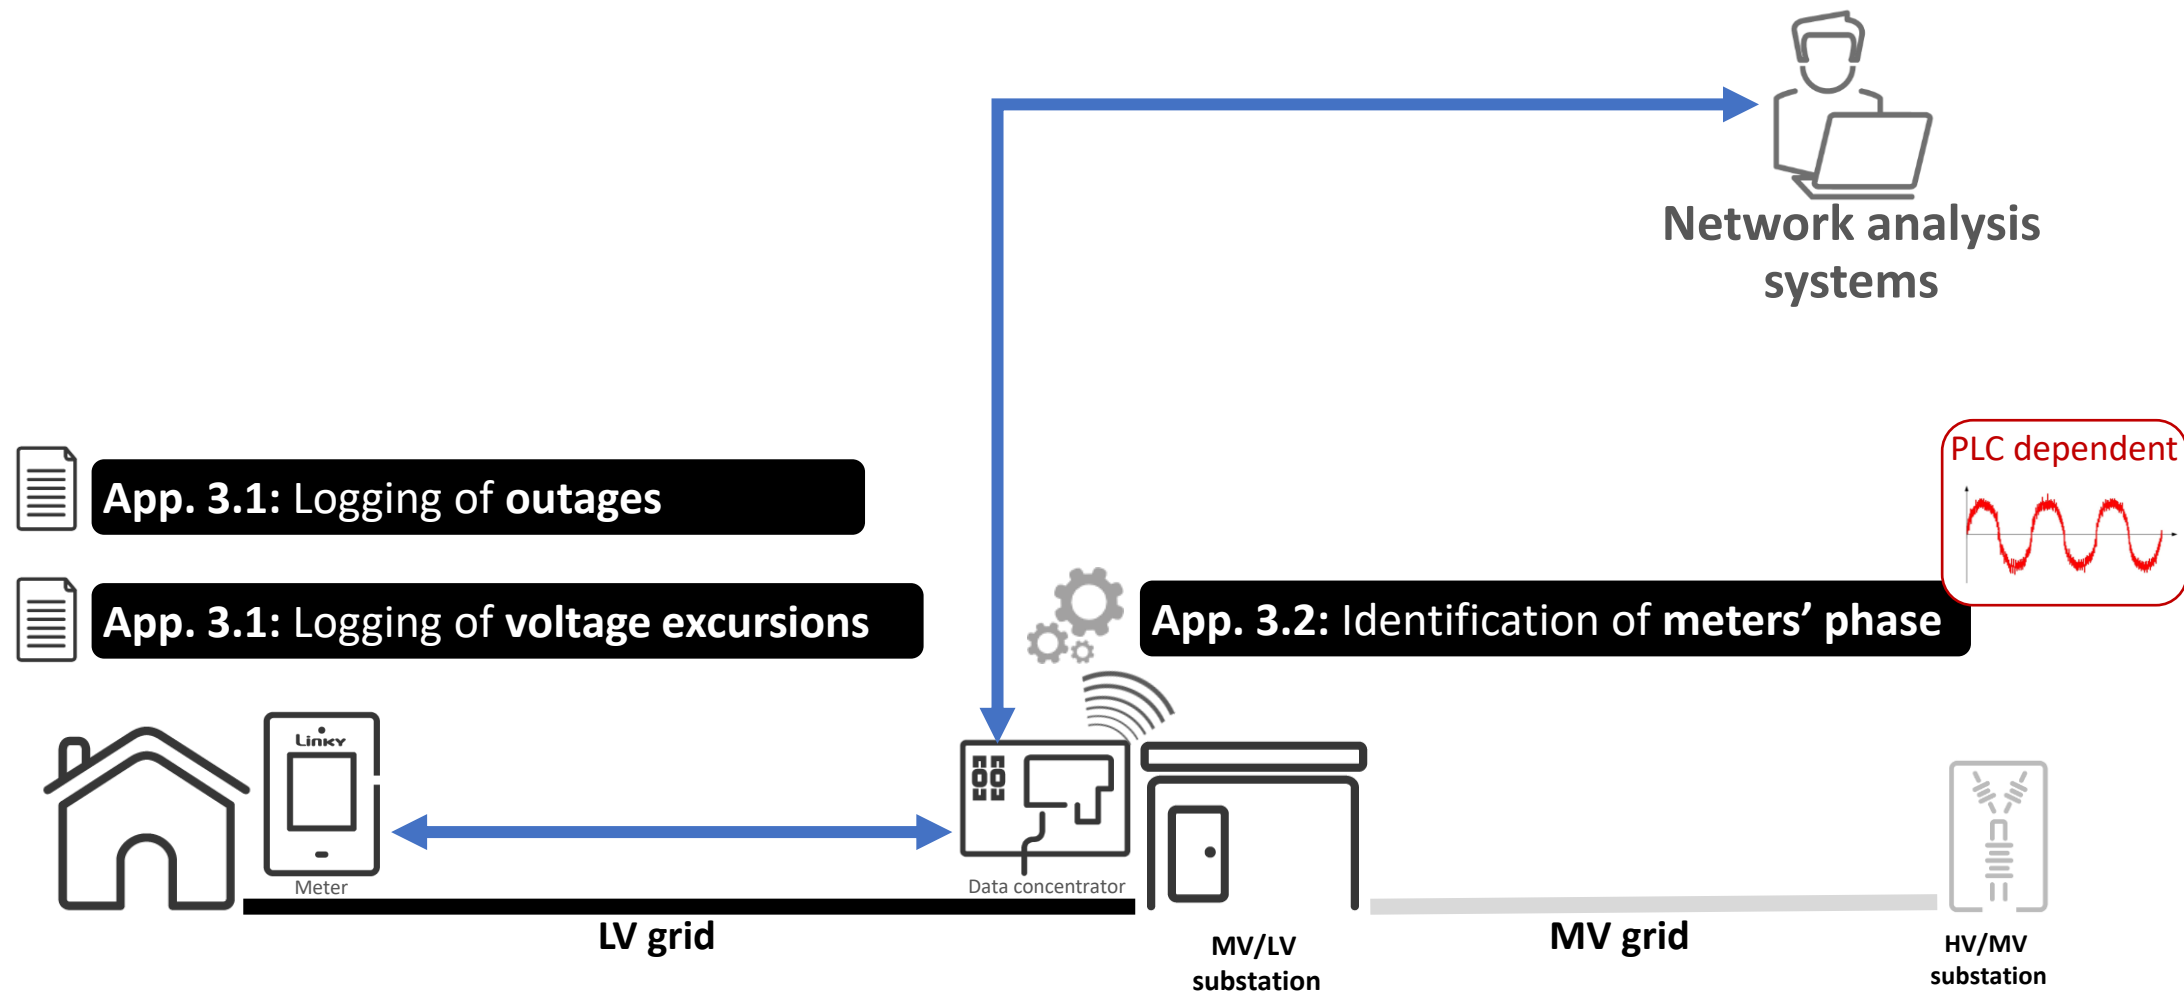 Network analysis
systems
PLC dependent
App. 3.1: Logging of outages
App. 3.1: Logging of voltage excursions
App. 3.2: Identification of meters’ phase
Linky
Meter
Data concentrator
LV grid
MV/LV
substation
MV grid
HV/MV
substation